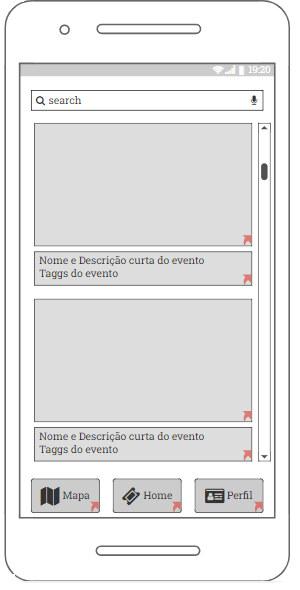 19:20
search
Nome e Descrição curta do evento
Taggs do evento
Nome e Descrição curta do evento
Taggs do evento
Mapa
Home
Perfil